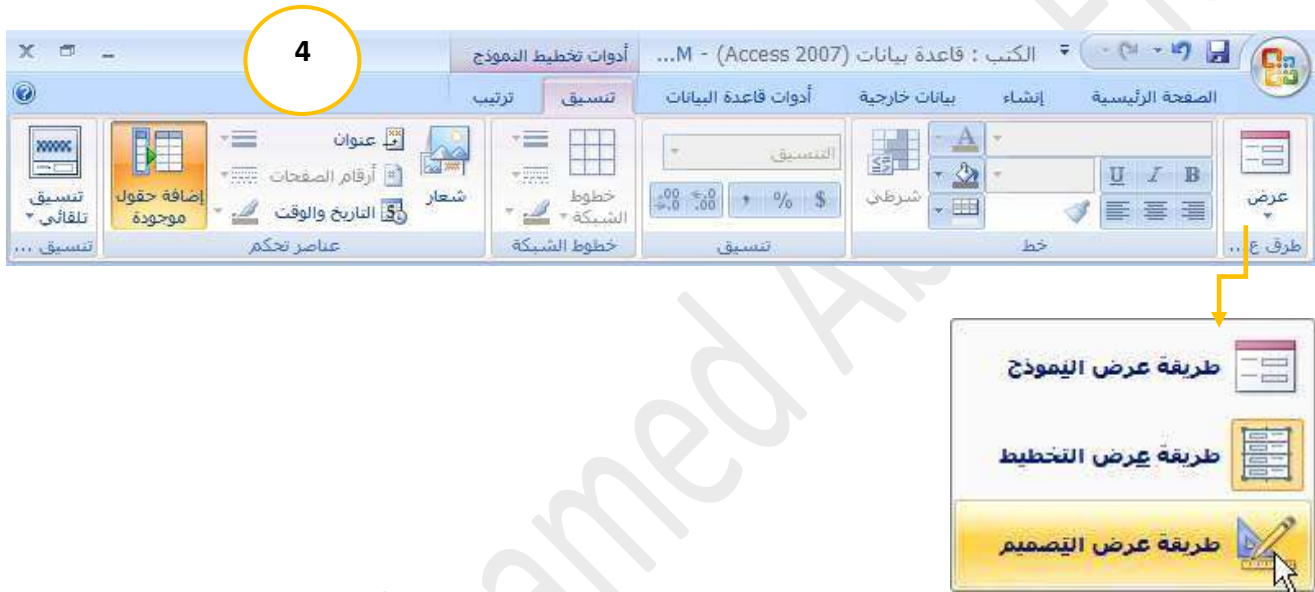 الكتب : قاعدة بيانات (Access 2007) - M...
أدوات تخطيط النموذج
4
الصفحة الرئيسية
إنشاء
بيانات خارجية
أدوات قاعدة البيانات
تنسيق
ترتيب
عرض
طرق ع...
B I U
A
شرطي
خط
التنسيق
$ % , .00 .0
تنسيق
خطوط
الشبكة
خطوط الشبكة
شعار
عنوان
أرقام الصفحات
التاريخ والوقت
إضافة حقول
موجودة
عناصر تحكم
تنسيق
تلقائي
تنسيق ...
طريقة عرض النموذج
طريقة عرض التخطيط
طريقة عرض التصميم